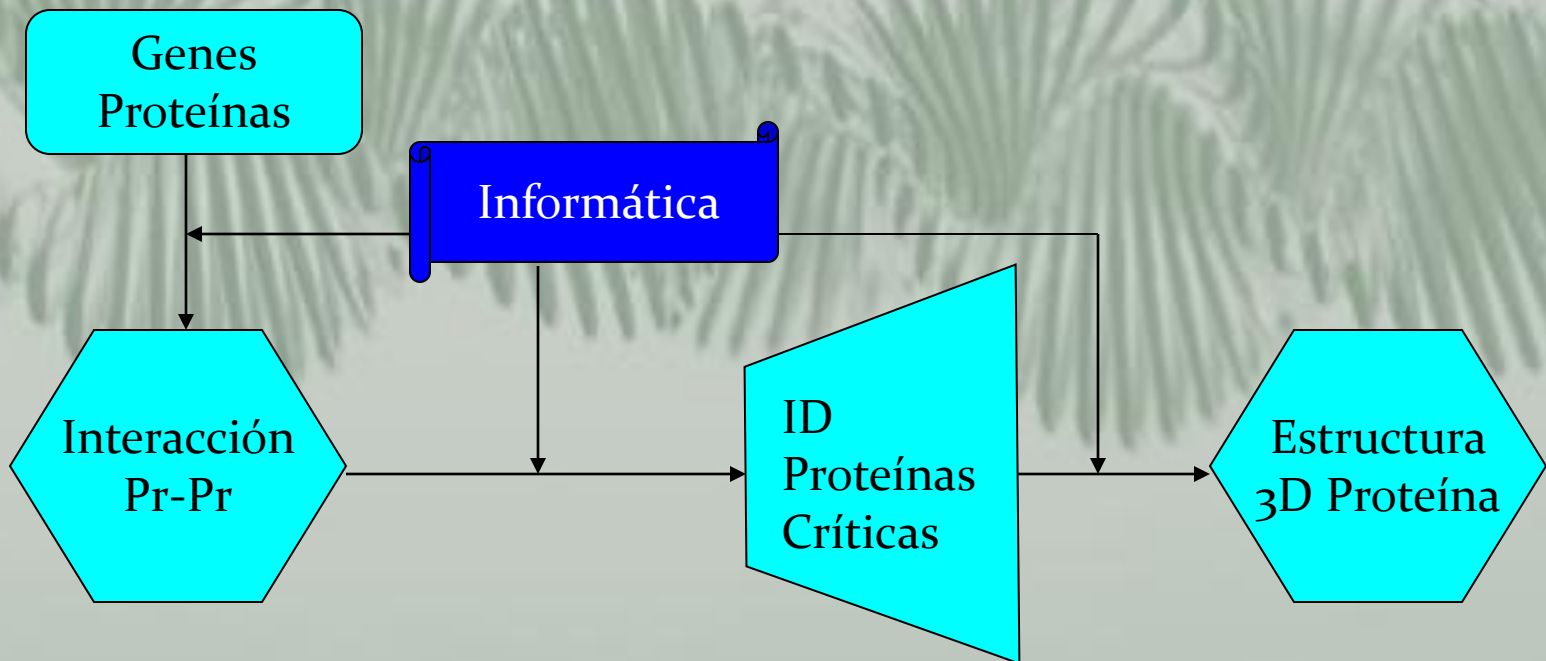 Genes
Proteínas
Informática
Interacción
Pr-Pr
ID
Proteínas
Críticas
Estructura
3D Proteína